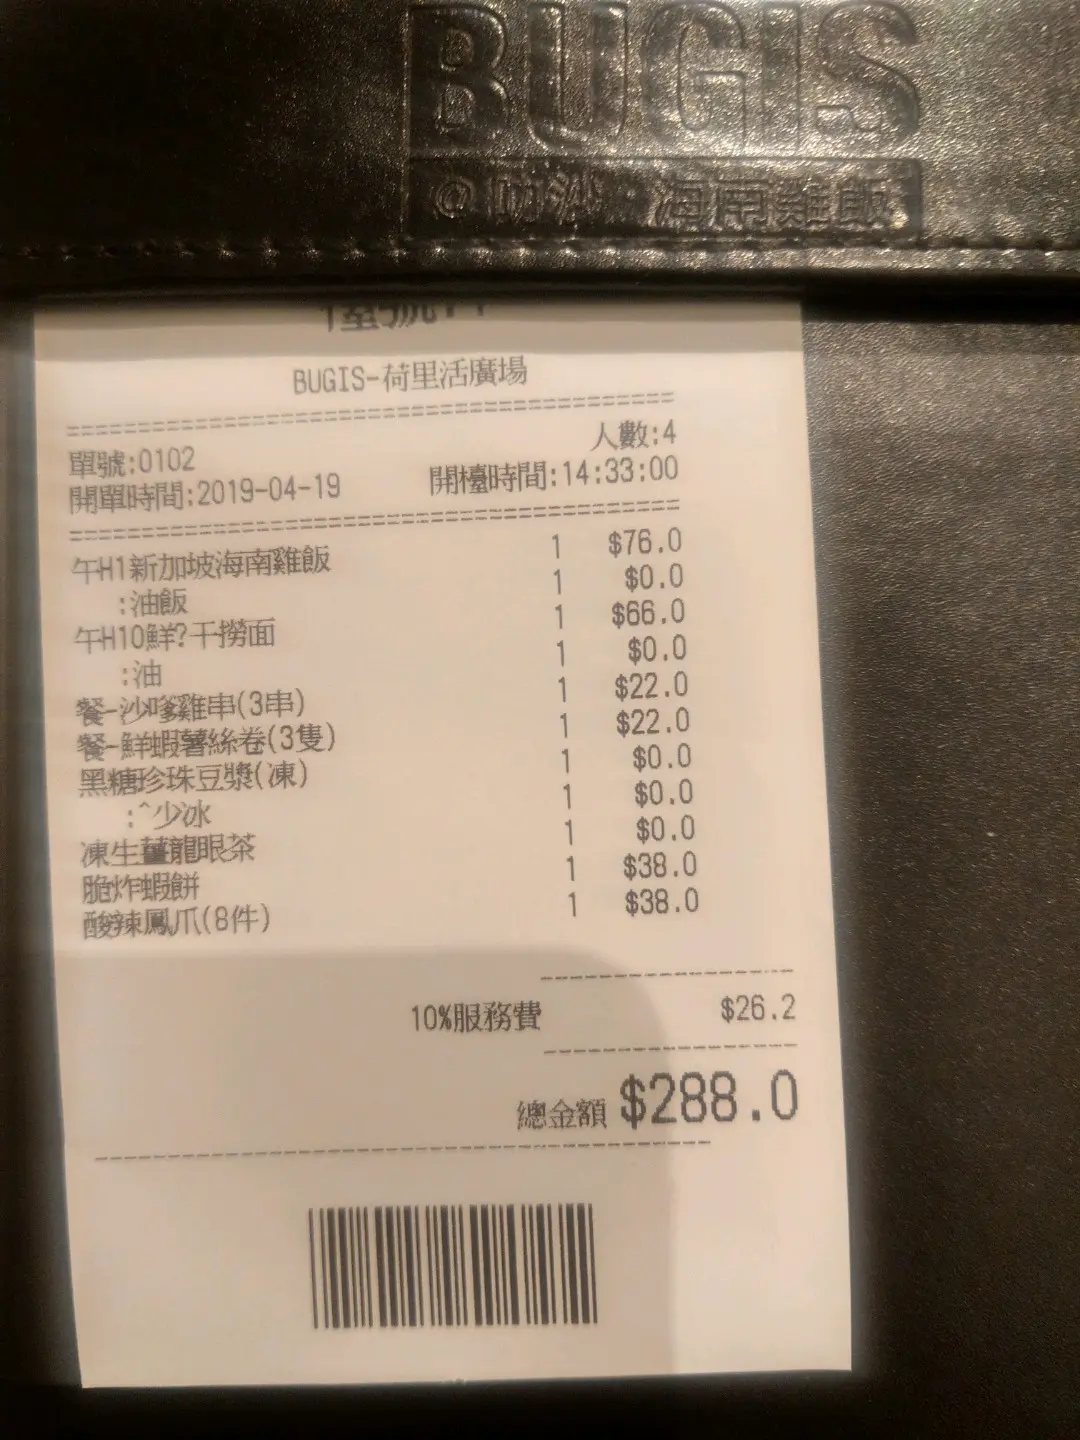 BUGIS
@叻沙·海南雞飯
BUGIS-荷里活廣場
人數:4
單號:0102
開單時間:2019-04-19 開檯時間:14:33:00
午H1新加坡海南雞飯 1 $76.0
:油飯 1 $0.0
午H10鮮?干撈面 1 $66.0
:油 1 $0.0
餐-沙嗲雞串(3串) 1 $22.0
餐-鮮蝦薯絲卷(3隻) 1 $22.0
黑糖珍珠豆漿(凍) 1 $0.0
:^少冰 1 $0.0
凍生薑龍眼茶 1 $0.0
脆炸蝦餅 1 $38.0
酸辣鳳爪(8件) 1 $38.0
10%服務費 $26.2
總金額 $288.0